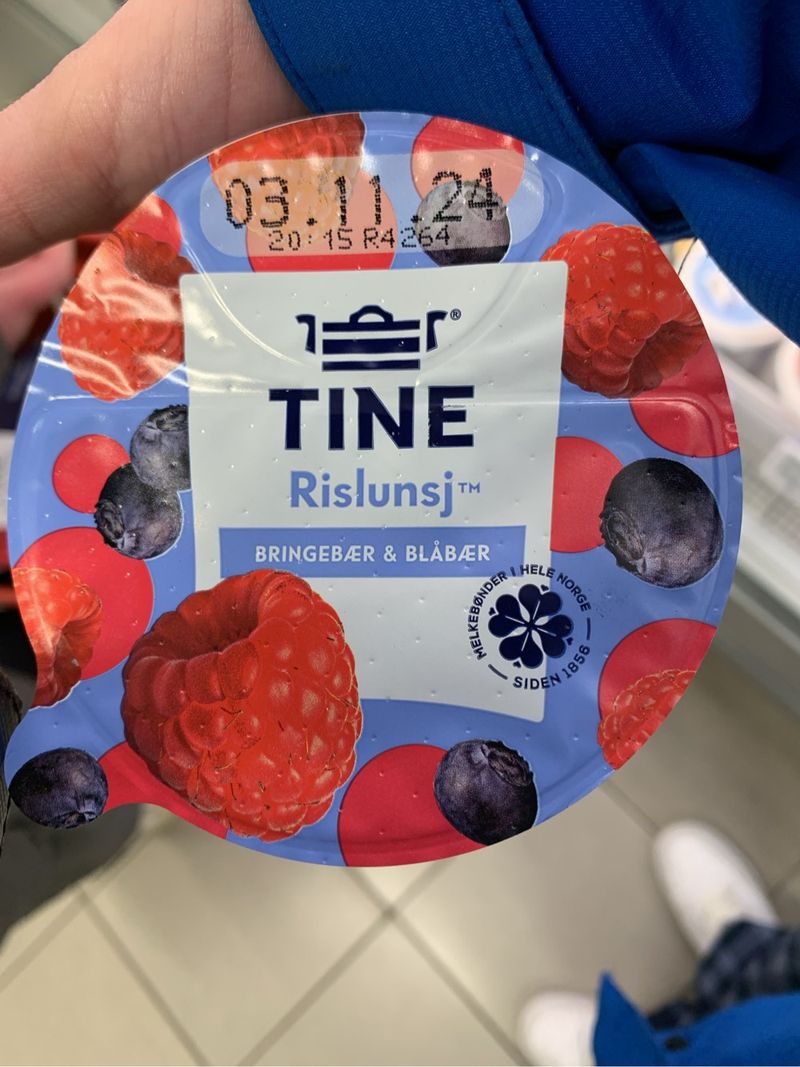 03.11.24
20:15 R4264
®
TINE
Rislunsj™
BRINGEBÆR & BLÅBÆR
MELKEBØNDER I HELE NORGE
SIDEN 1856